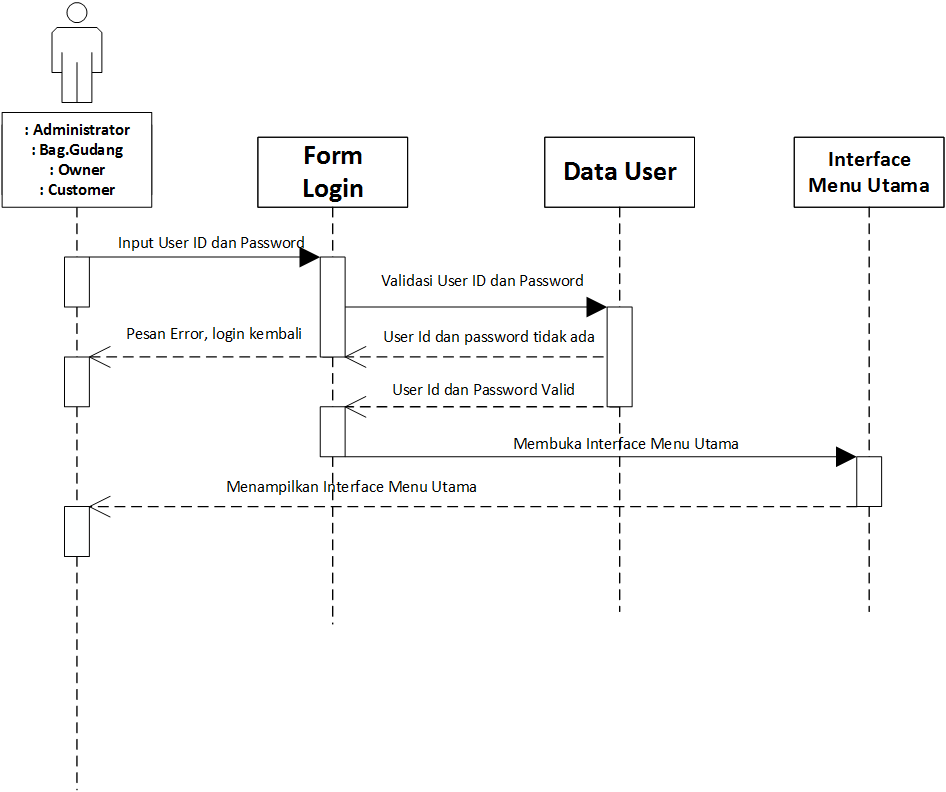 : Administrator
: Bag.Gudang
: Owner
: Customer
Form
Login
Data User
Interface
Menu Utama
Input User ID dan Password
Validasi User ID dan Password
Pesan Error, login kembali
User Id dan password tidak ada
User Id dan Password Valid
Membuka Interface Menu Utama
Menampilkan Interface Menu Utama